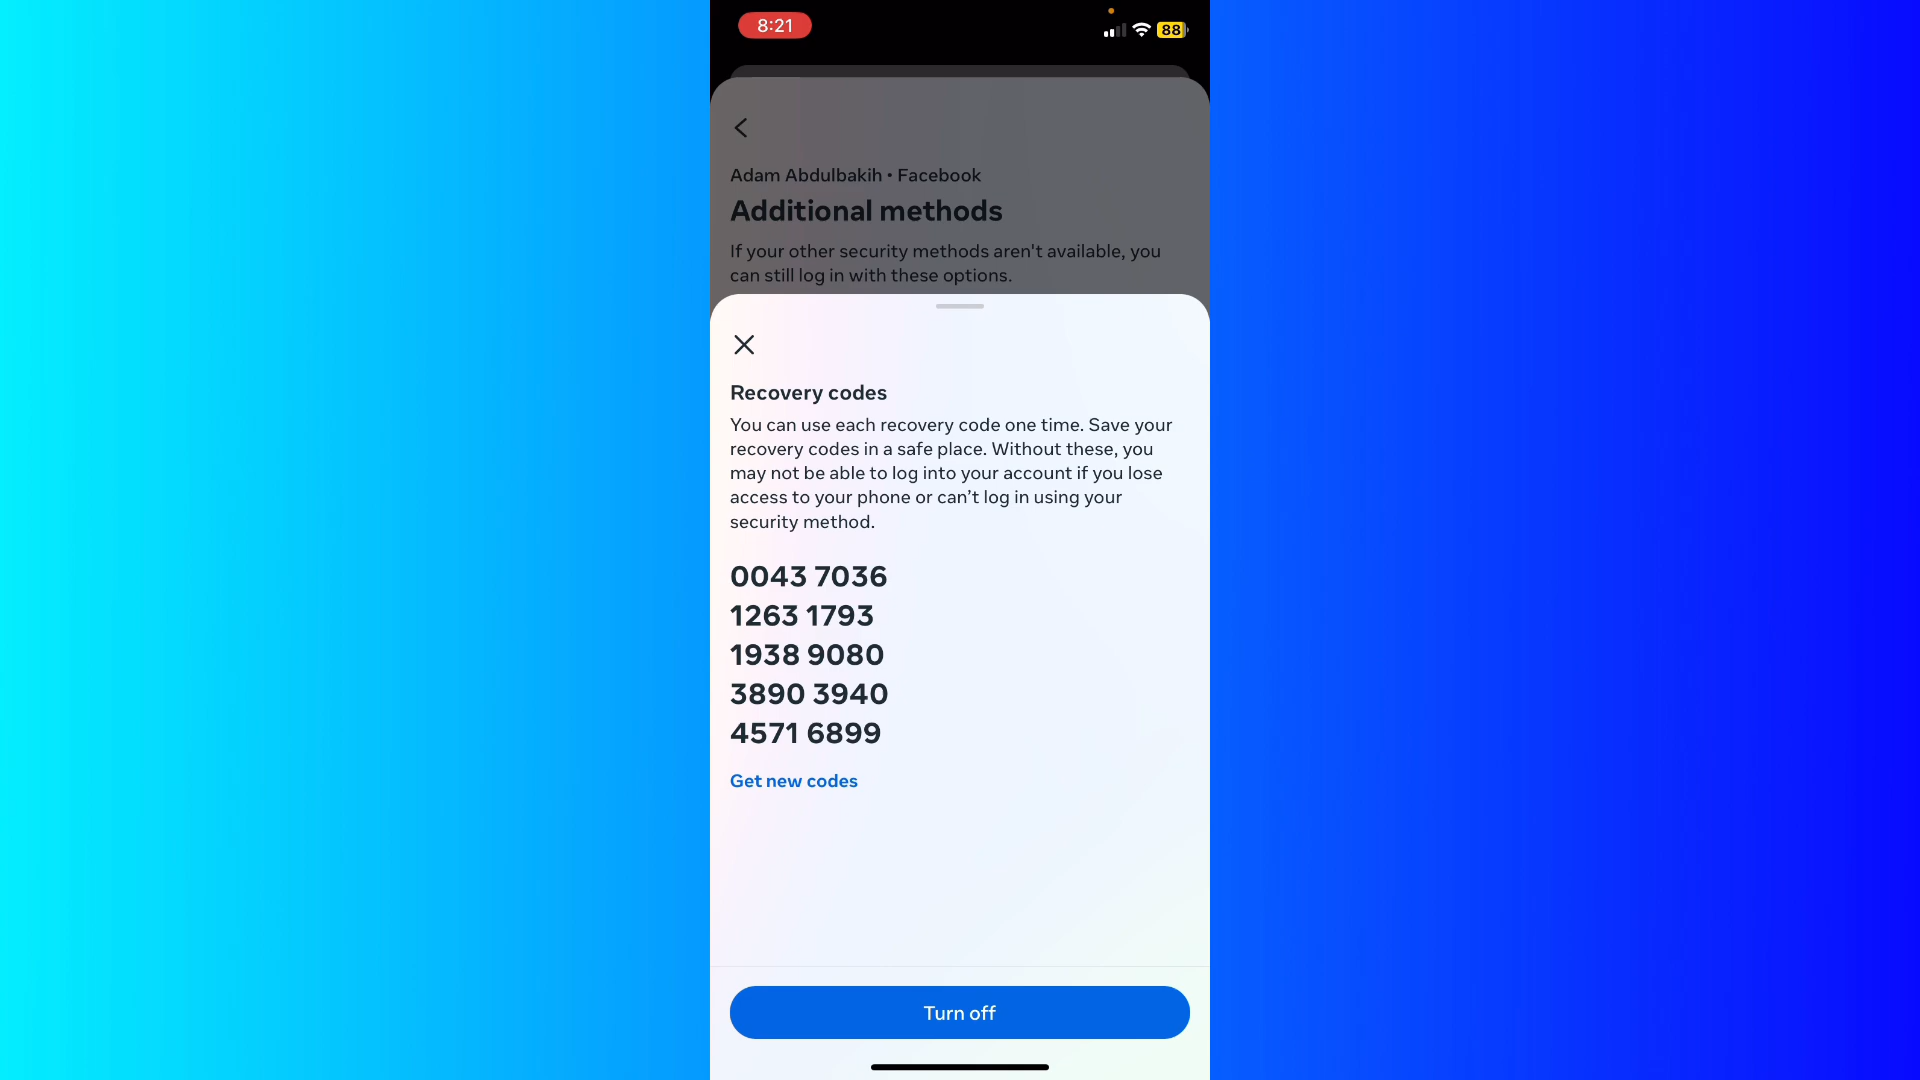 8:21
88
Adam Abdulbakih • Facebook
Additional methods
If your other security methods aren't available, you
can still log in with these options.
Recovery codes
You can use each recovery code one time. Save your
recovery codes in a safe place. Without these, you
may not be able to log into your account if you lose
access to your phone or can’t log in using your
security method.
0043 7036
1263 1793
1938 9080
3890 3940
4571 6899
Get new codes
Turn off